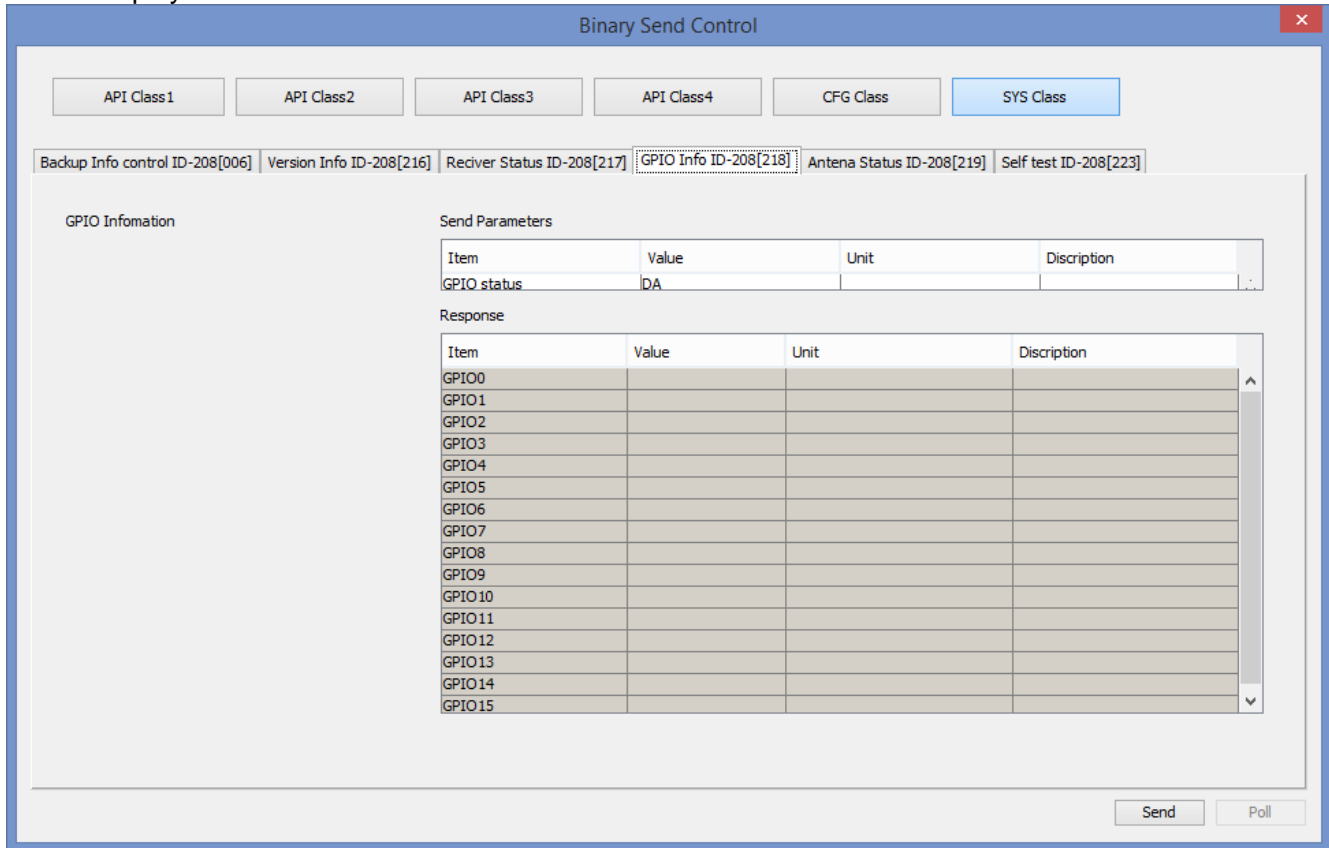 Binary Send Control
API Class1 API Class2 API Class3 API Class4 CFG Class SYS Class
Backup Info control ID-208[006] Version Info ID-208[216] Reciver Status ID-208[217] GPIO Info ID-208[218] Antena Status ID-208[219] Self test ID-208[223]
GPIO Infomation Send Parameters
Item Value Unit Discription
GPIO status DA
Response
Item Value Unit Discription
GPIO0
GPIO1
GPIO2
GPIO3
GPIO4
GPIO5
GPIO6
GPIO7
GPIO8
GPIO9
GPIO10
GPIO11
GPIO12
GPIO13
GPIO14
GPIO15
Send Poll